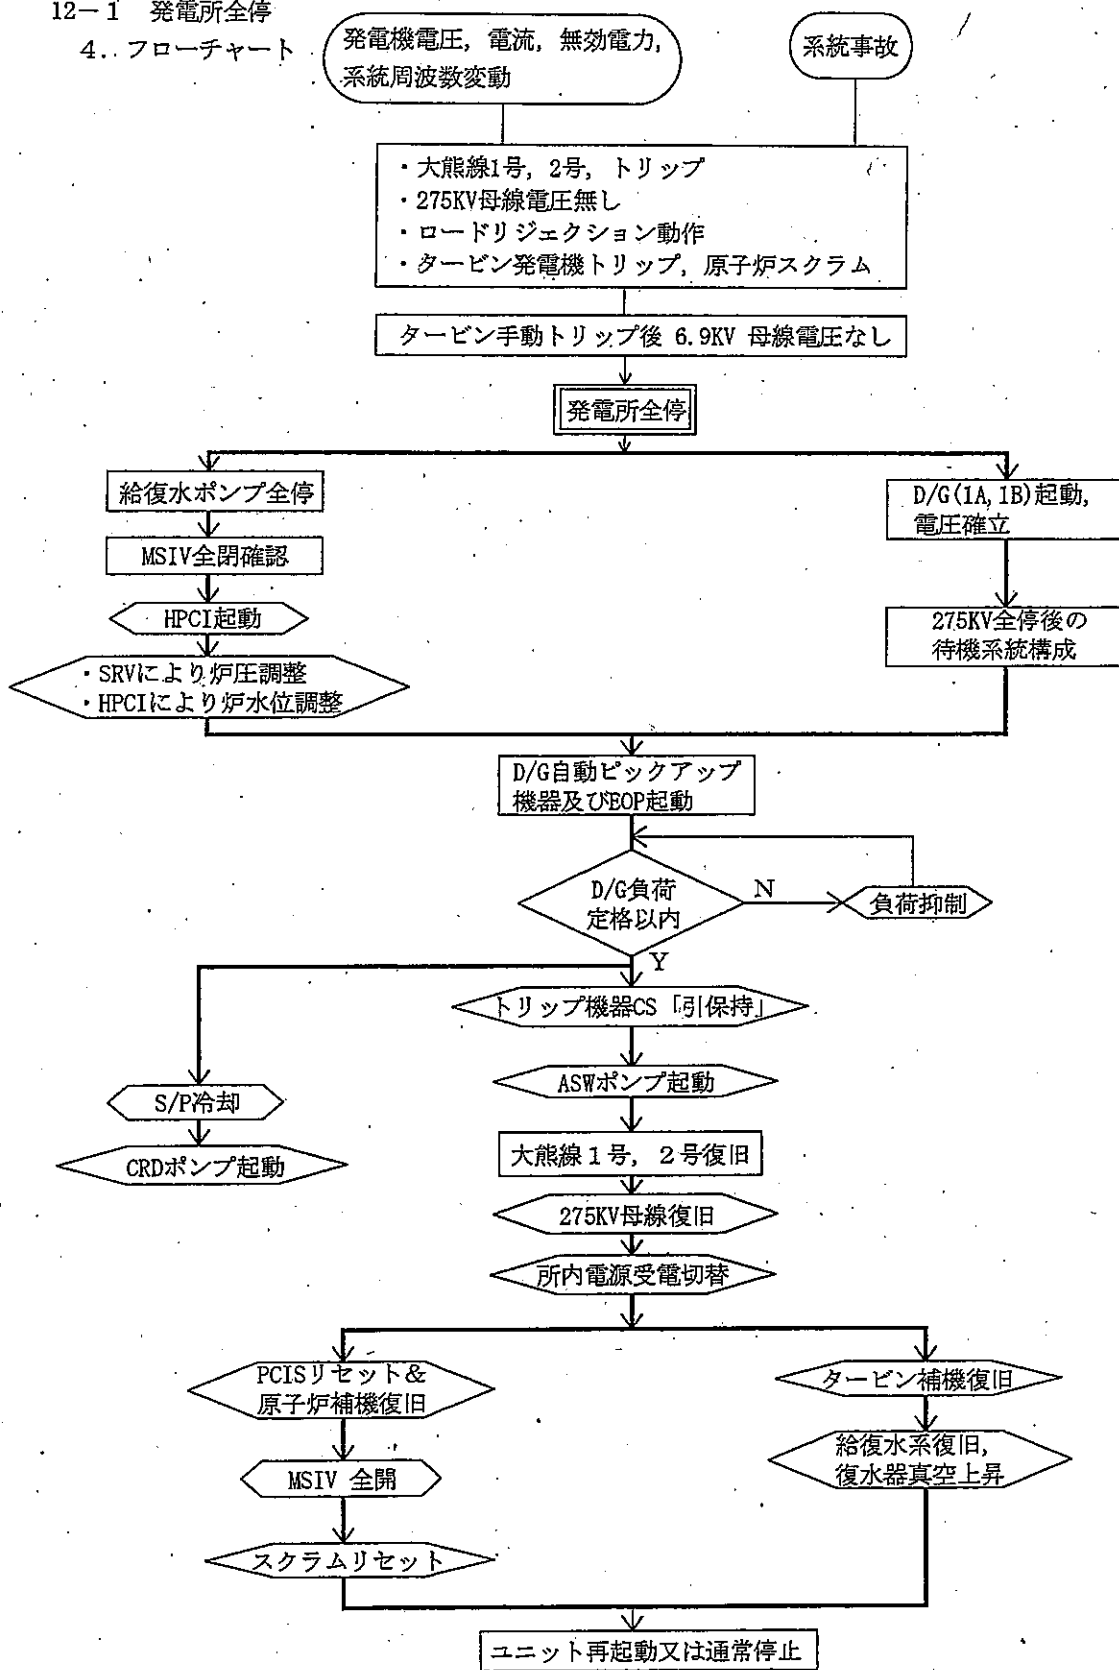 12－1　発電所全停
4．フローチャート
発電機電圧，電流，無効電力，
系統周波数変動
系統事故
・大熊線1号，2号，トリップ
・275KV母線電圧無し
・ロードリジェクション動作
・タービン発電機トリップ，原子炉スクラム
タービン手動トリップ後 6.9KV 母線電圧なし
発電所全停
給復水ポンプ全停
D/G(1A,1B)起動，
電圧確立
MSIV全閉確認
HPCI起動
275KV全停後の
待機系統構成
・SRVにより炉圧調整
・HPCIにより炉水位調整
D/G自動ピックアップ
機器及びEOP起動
D/G負荷
定格以内
N
負荷抑制
Y
トリップ機器CS「引保持」
ASWポンプ起動
S/P冷却
CRDポンプ起動
大熊線１号，２号復旧
275KV母線復旧
所内電源受電切替
PCISリセット＆
原子炉補機復旧
タービン補機復旧
MSIV 全開
給復水系復旧，
復水器真空上昇
スクラムリセット
ユニット再起動又は通常停止